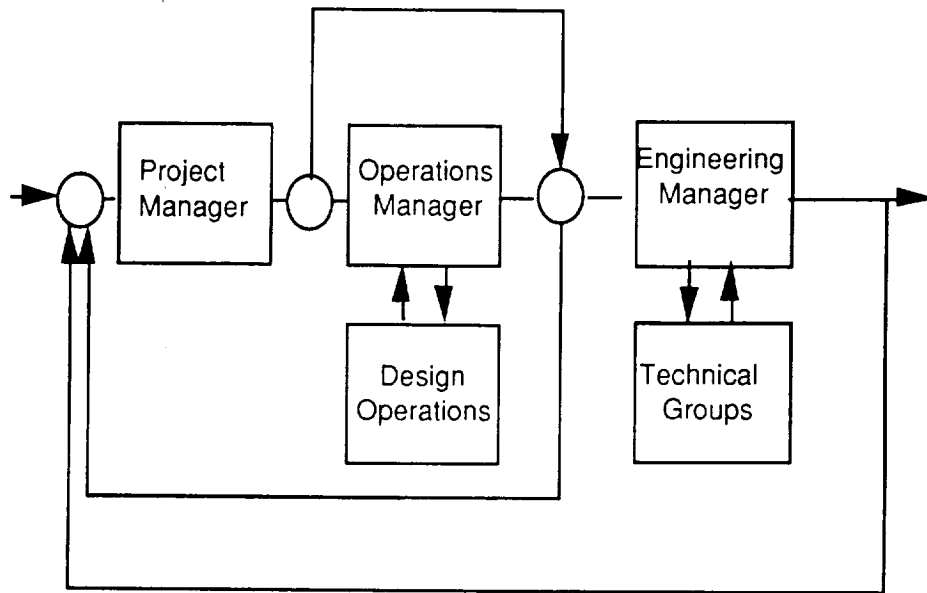 Project
Manager
Operations
Manager
Engineering
Manager
Design
Operations
Technical
Groups